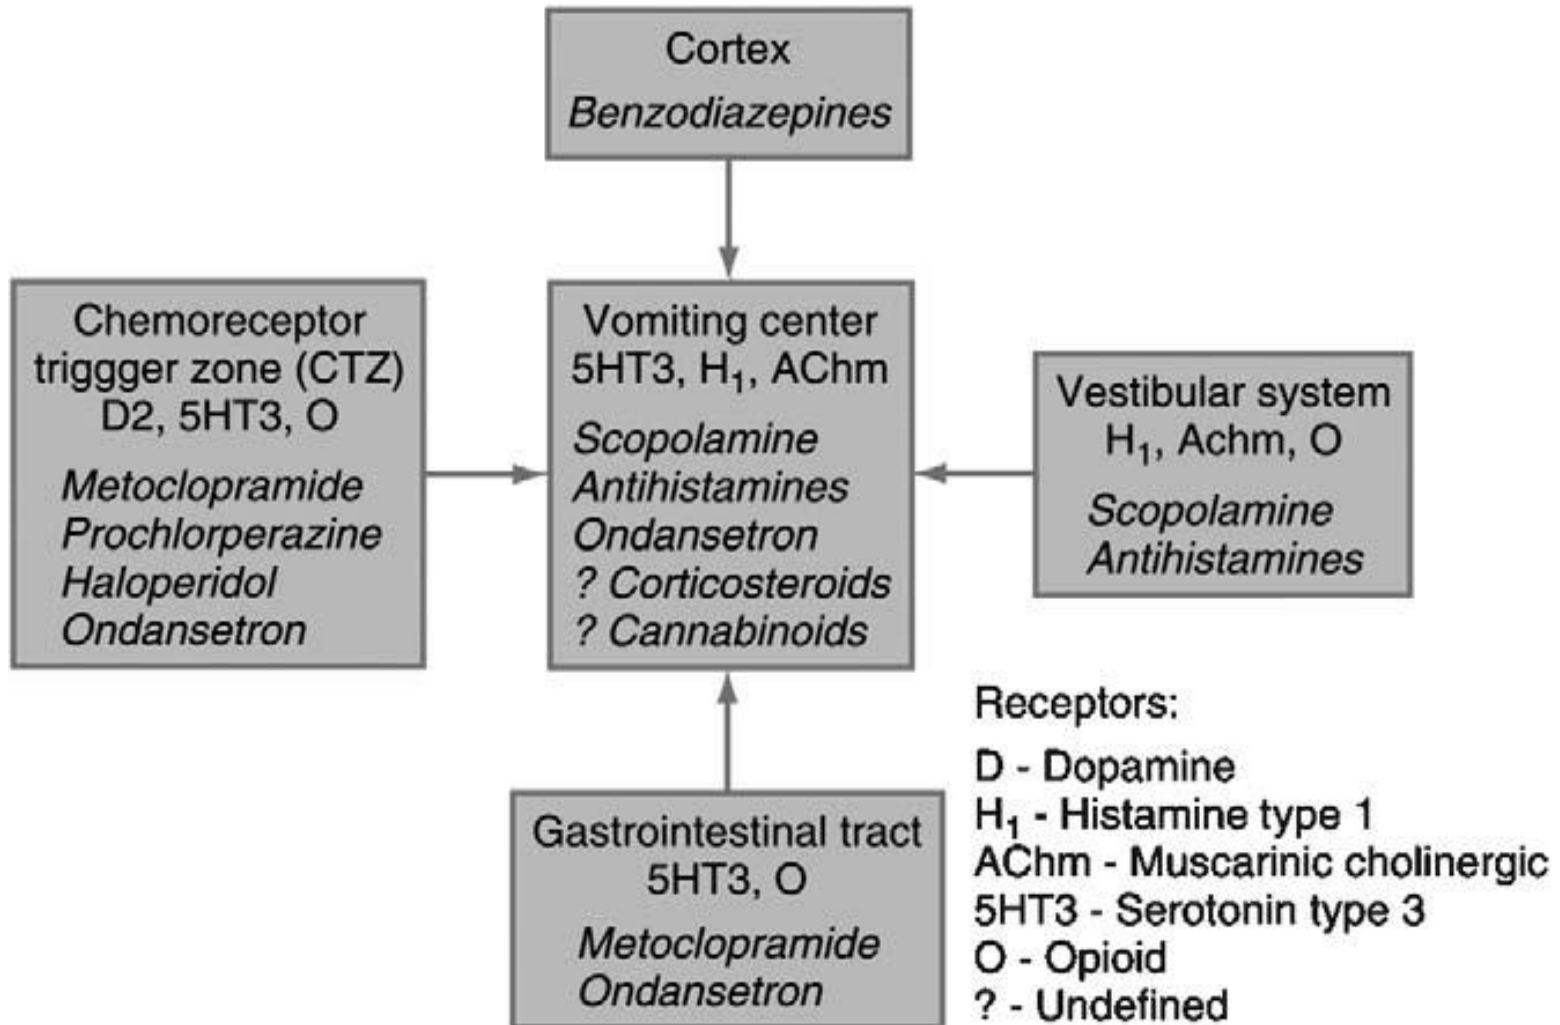 Cortex
Benzodiazepines
Chemoreceptor
triggger zone (CTZ)
D2, 5HT3, O
Metoclopramide
Prochlorperazine
Haloperidol
Ondansetron
Vomiting center
5HT3, H₁, AChm
Scopolamine
Antihistamines
Ondansetron
? Corticosteroids
? Cannabinoids
Vestibular system
H₁, Achm, O
Scopolamine
Antihistamines
Gastrointestinal tract
5HT3, O
Metoclopramide
Ondansetron
Receptors:
D - Dopamine
H₁ - Histamine type 1
AChm - Muscarinic cholinergic
5HT3 - Serotonin type 3
O - Opioid
? - Undefined